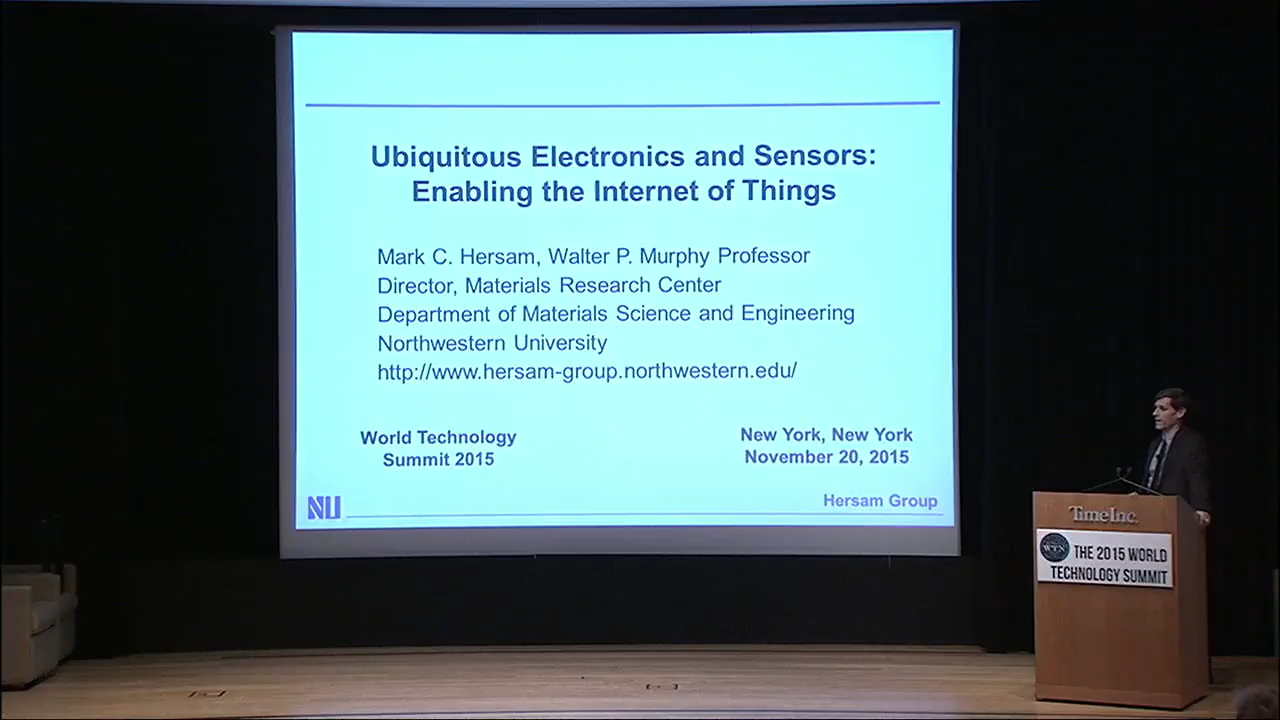 Ubiquitous Electronics and Sensors:
Enabling the Internet of Things
Mark C. Hersam, Walter P. Murphy Professor
Director, Materials Research Center
Department of Materials Science and Engineering
Northwestern University
http://www.hersam-group.northwestern.edu/
World Technology
Summit 2015
New York, New York
November 20, 2015
NU
Hersam Group
TimeInc.
WTN
THE 2015 WORLD
TECHNOLOGY SUMMIT